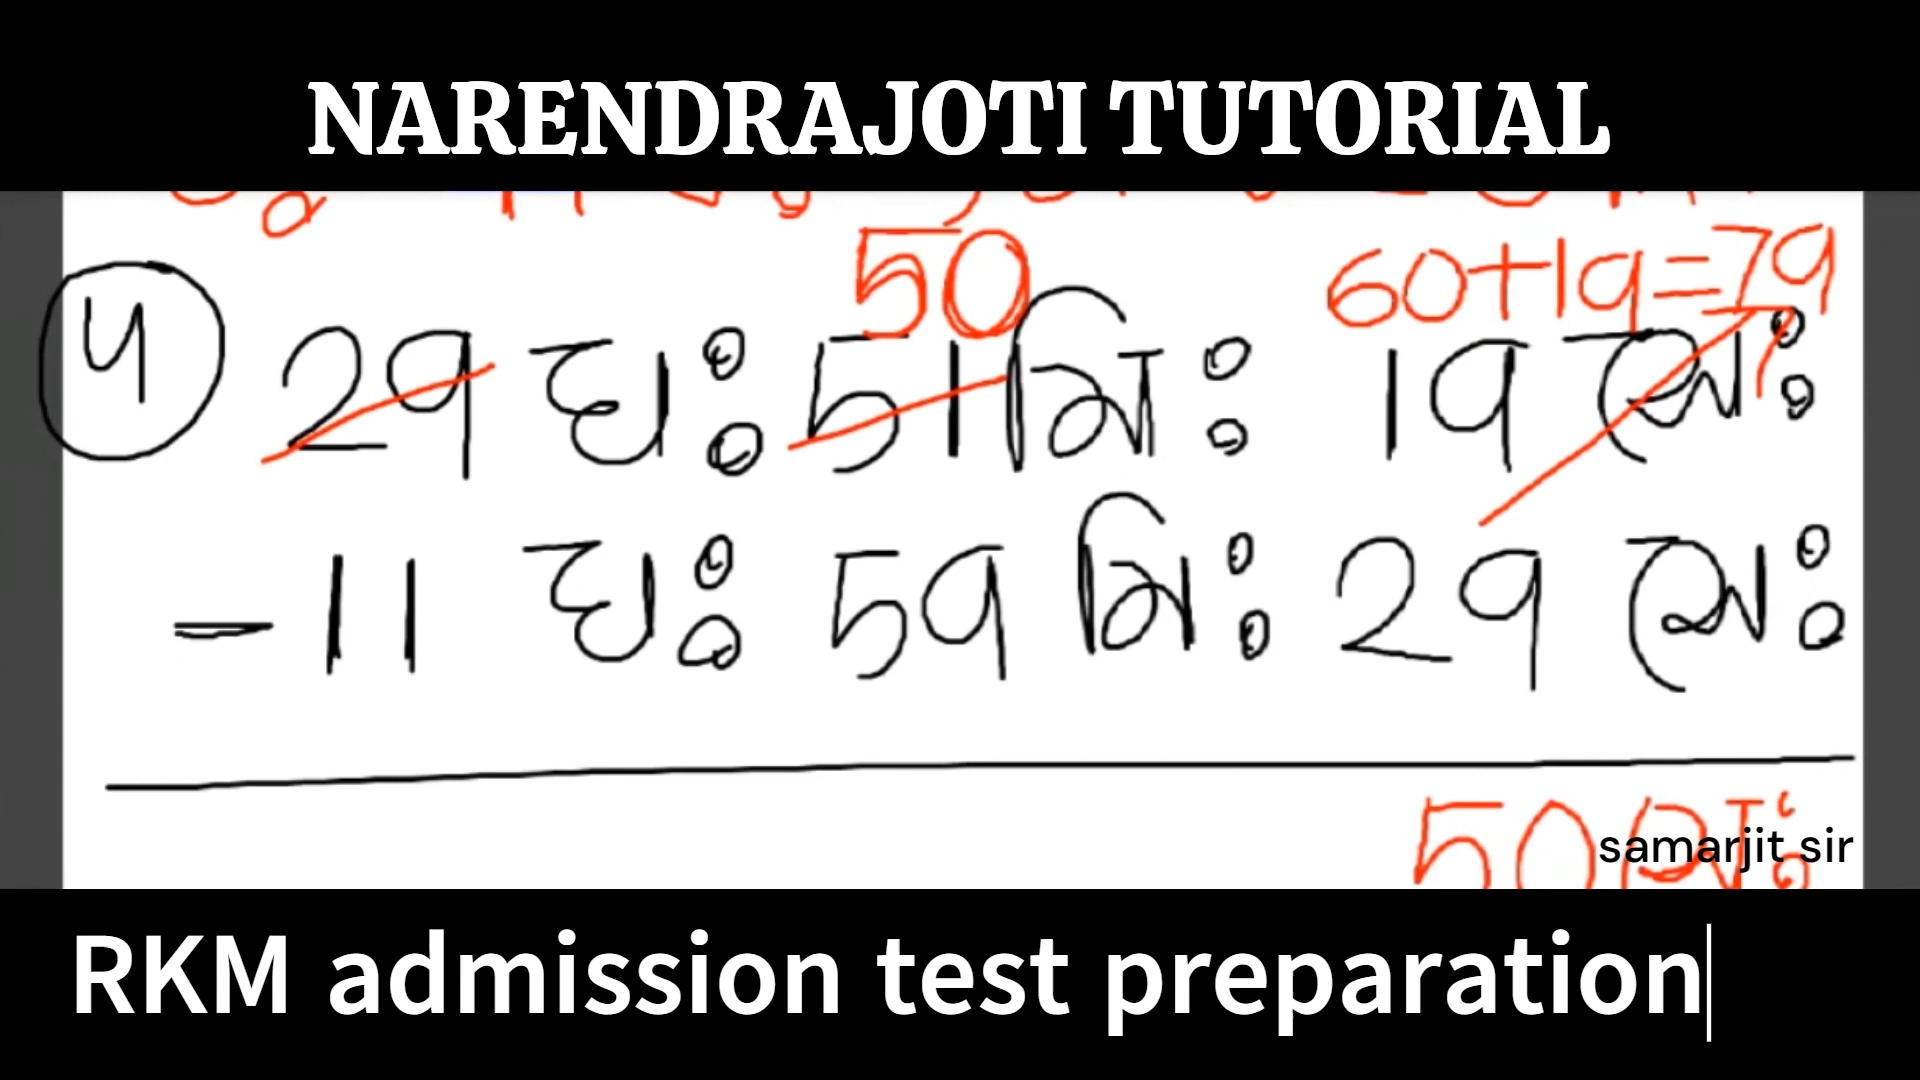 NARENDRAJOTI TUTORIAL
50 60+19=79
4 29 ঘঃ 51 মিঃ 19 সেঃ
- 11 ঘঃ 59 মিঃ 29 সেঃ
50 সেঃ
samarjit sir
RKM admission test preparation